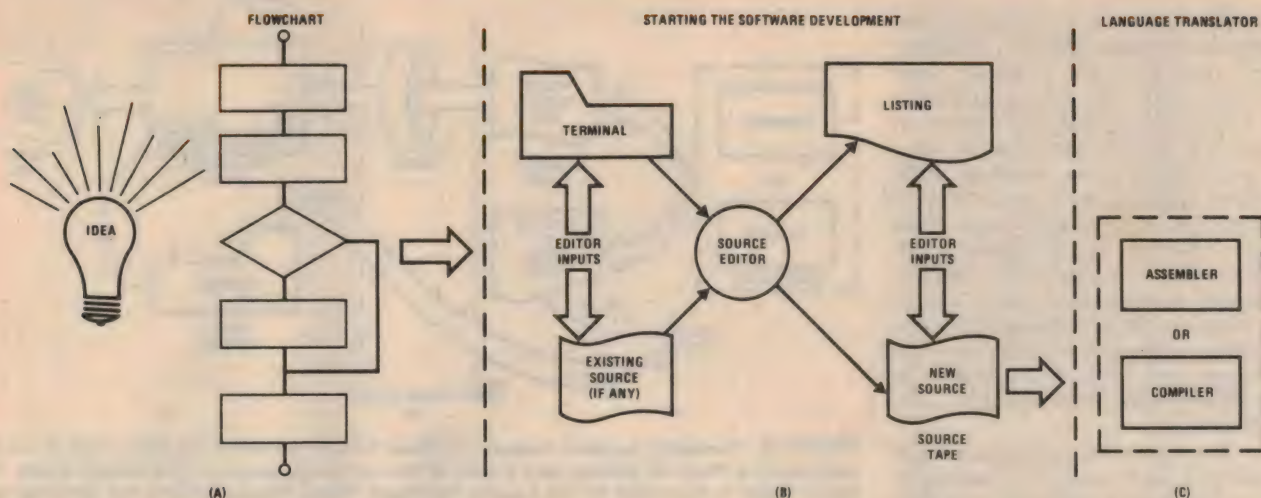 FLOWCHART
IDEA
(A)
STARTING THE SOFTWARE DEVELOPMENT
TERMINAL
LISTING
EDITOR
INPUTS
SOURCE
EDITOR
EDITOR
INPUTS
EXISTING
SOURCE
(IF ANY)
NEW
SOURCE
SOURCE
TAPE
(B)
LANGUAGE TRANSLATOR
ASSEMBLER
OR
COMPILER
(C)